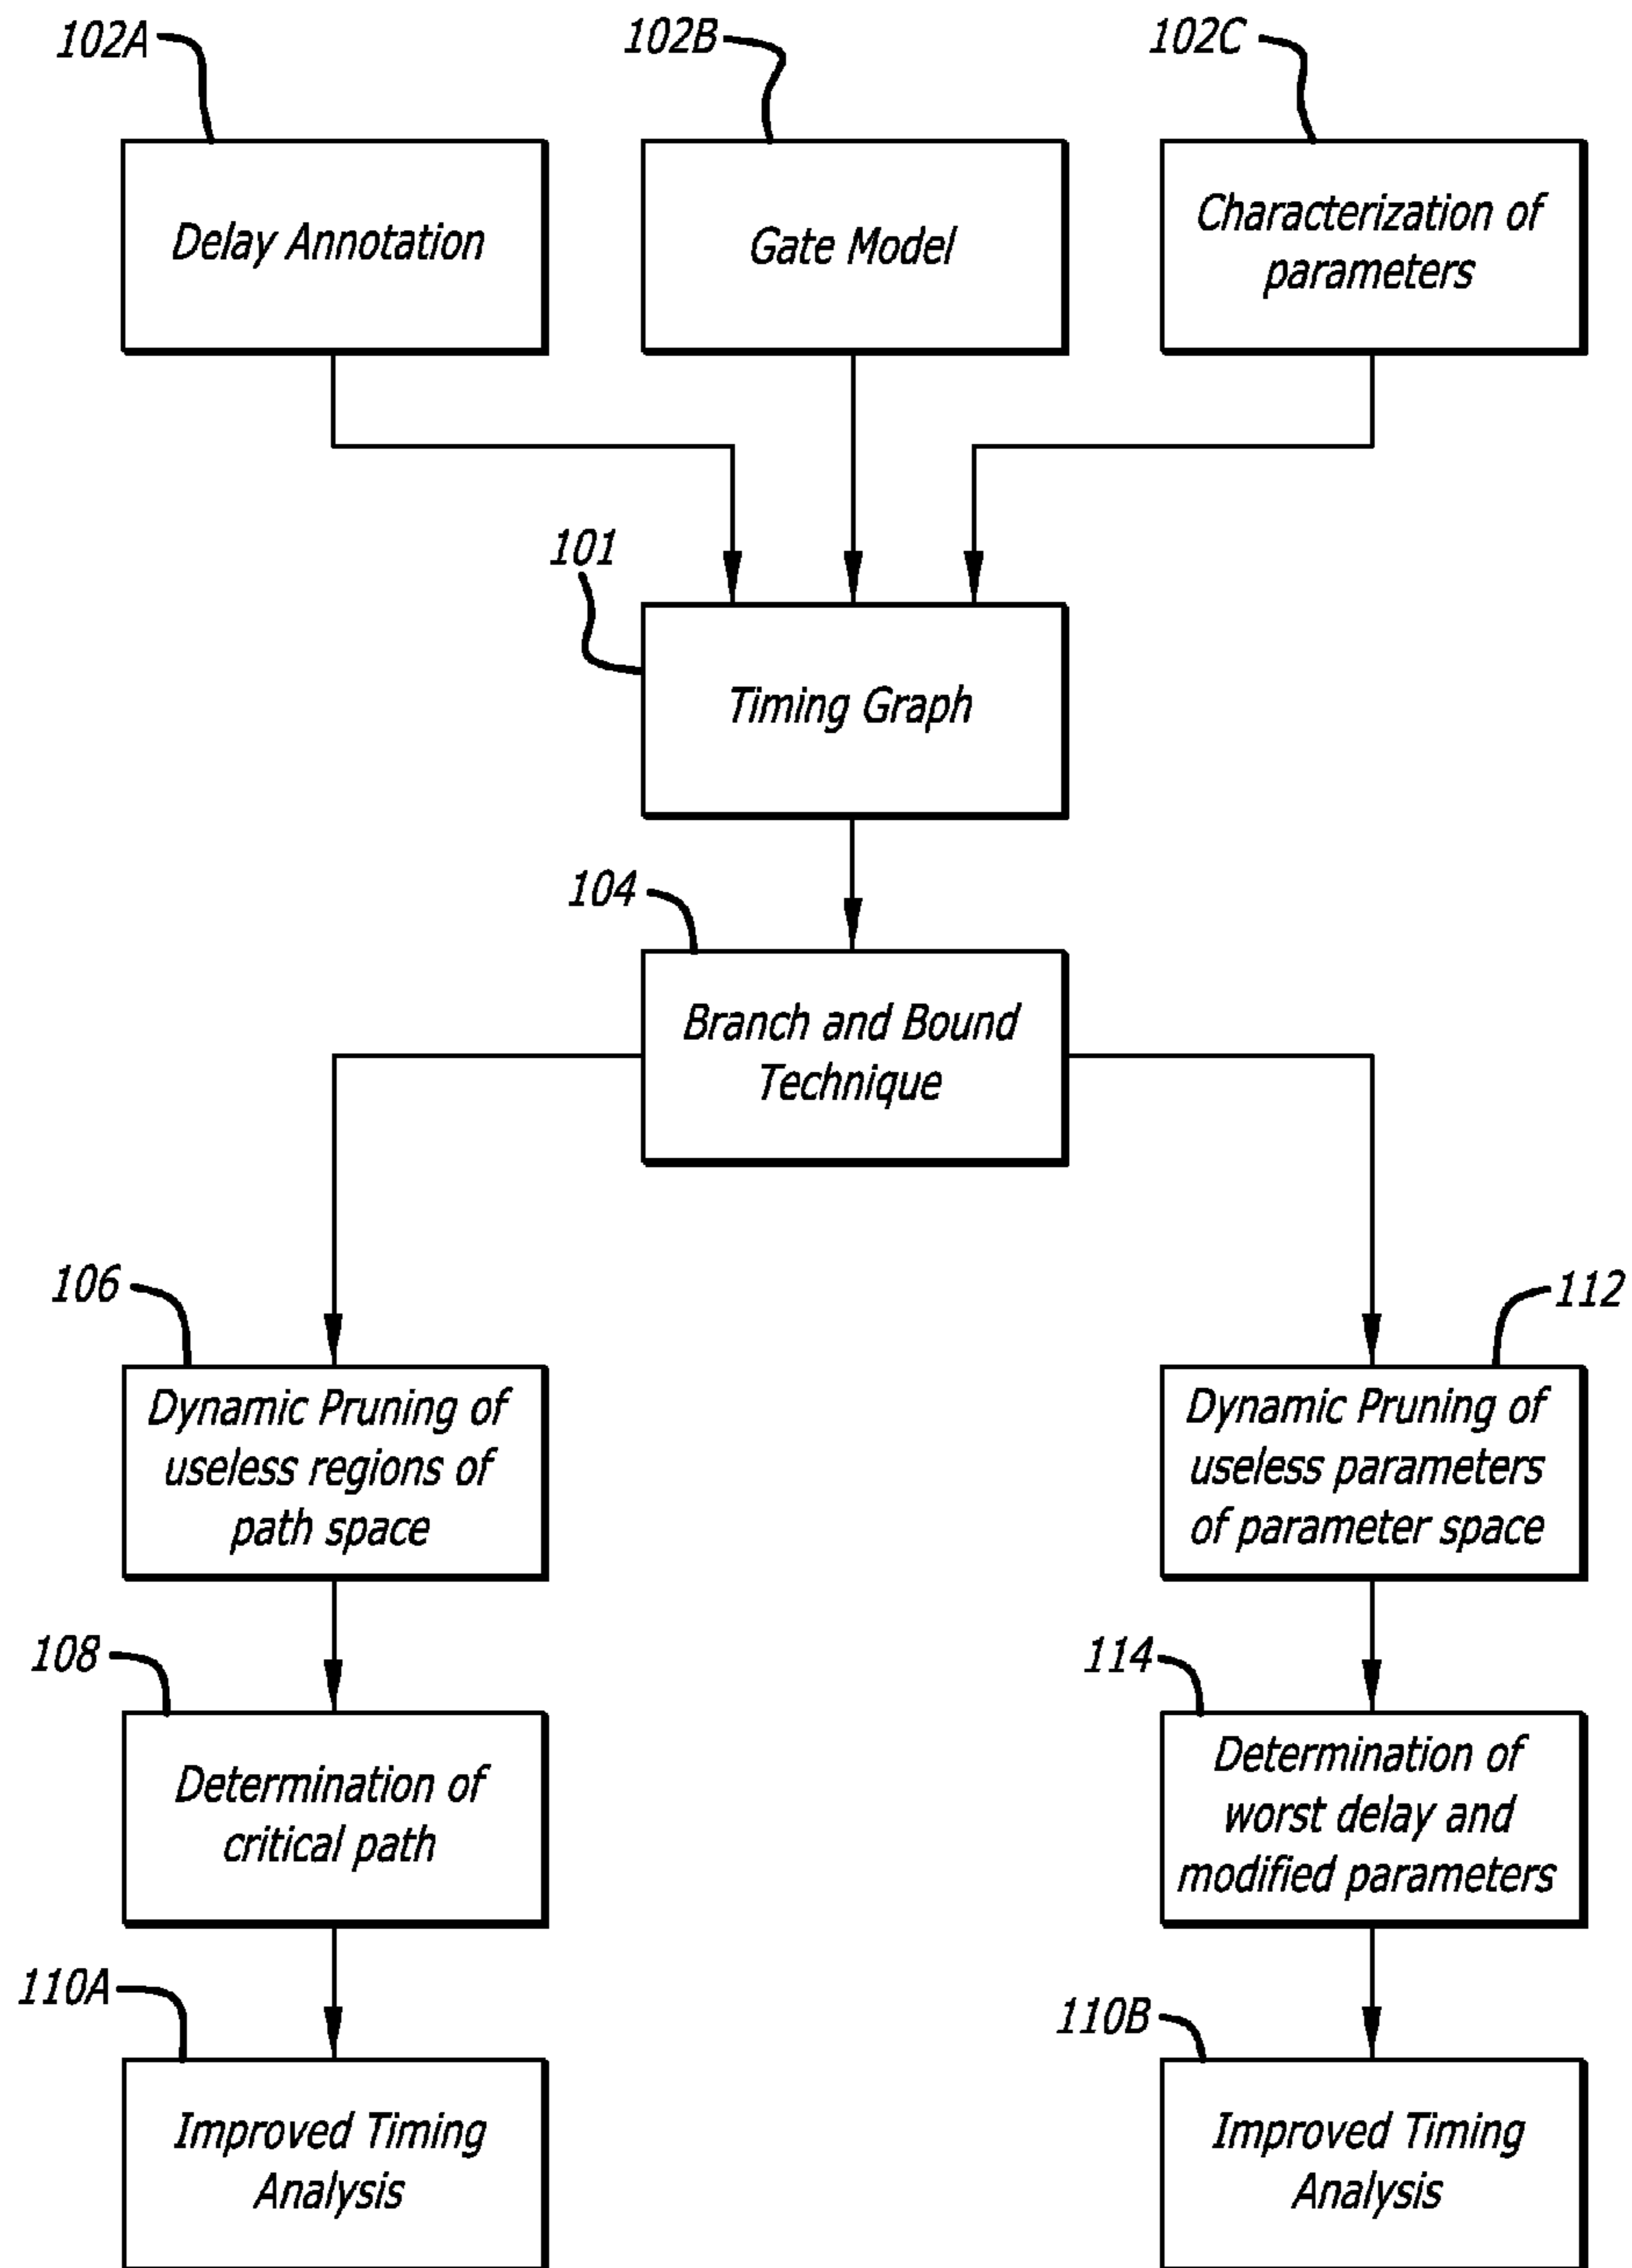 102A
102B
102C
Delay Annotation
Gate Model
Characterization of
parameters
101
Timing Graph
104
Branch and Bound
Technique
106
112
Dynamic Pruning of
useless regions of
path space
Dynamic Pruning of
useless parameters
of parameter space
108
114
Determination of
critical path
Determination of
worst delay and
modified parameters
110A
110B
Improved Timing
Analysis
Improved Timing
Analysis